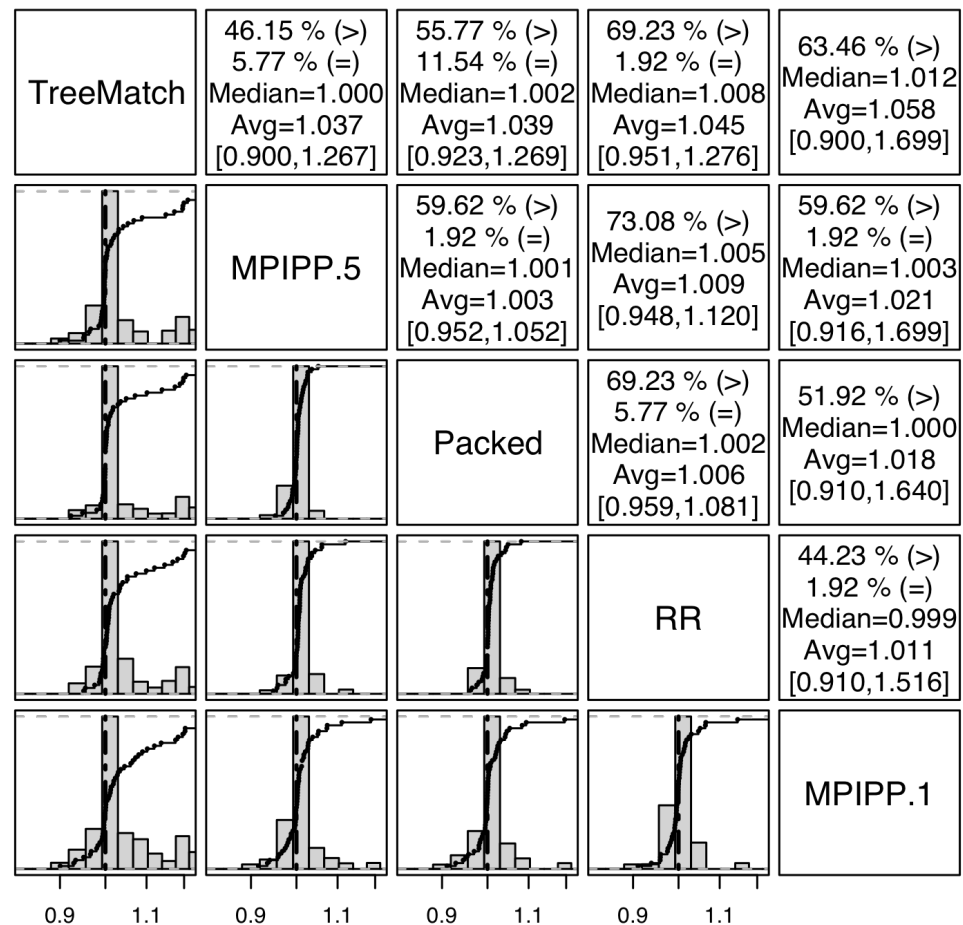 TreeMatch
46.15 % (>)
5.77 % (=)
Median=1.000
Avg=1.037
[0.900,1.267]
55.77 % (>)
11.54 % (=)
Median=1.002
Avg=1.039
[0.923,1.269]
69.23 % (>)
1.92 % (=)
Median=1.008
Avg=1.045
[0.951,1.276]
63.46 % (>)
Median=1.012
Avg=1.058
[0.900,1.699]
MPIPP.5
59.62 % (>)
1.92 % (=)
Median=1.001
Avg=1.003
[0.952,1.052]
73.08 % (>)
Median=1.005
Avg=1.009
[0.948,1.120]
59.62 % (>)
1.92 % (=)
Median=1.003
Avg=1.021
[0.916,1.699]
Packed
69.23 % (>)
5.77 % (=)
Median=1.002
Avg=1.006
[0.959,1.081]
51.92 % (>)
Median=1.000
Avg=1.018
[0.910,1.640]
RR
44.23 % (>)
1.92 % (=)
Median=0.999
Avg=1.011
[0.910,1.516]
MPIPP.1
0.9 1.1
0.9 1.1
0.9 1.1
0.9 1.1